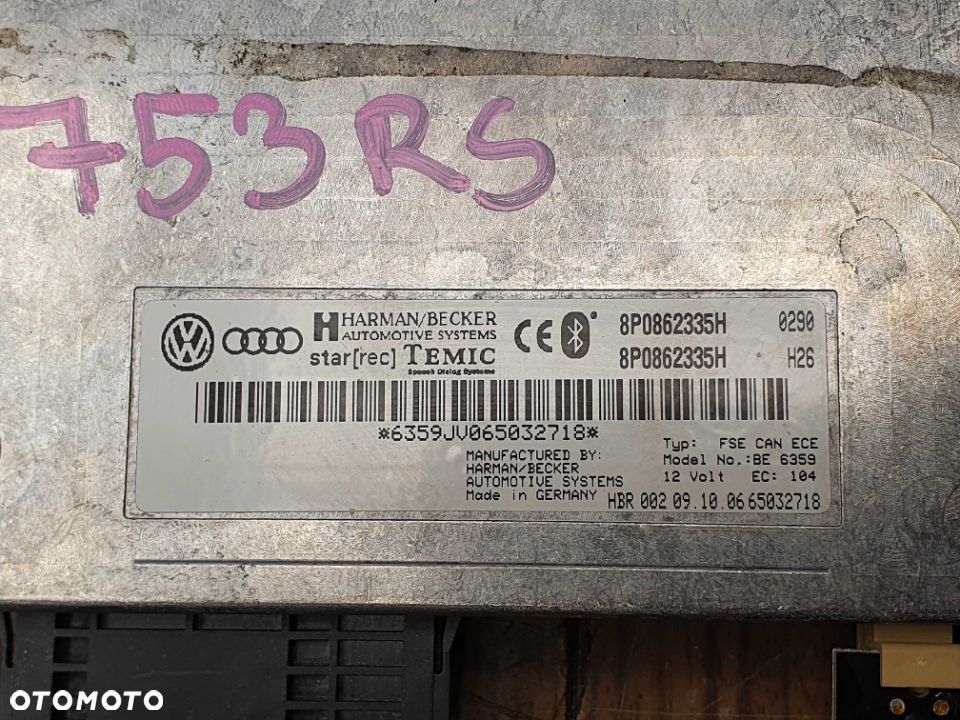 753RS
HARMAN/BECKER
AUTOMOTIVE SYSTEMS
star[rec] TEMIC
Speech Dialog Systems
CE
8P0862335H 0290
8P0862335H H26
*6359JV065032718*
MANUFACTURED BY:
HARMAN/BECKER
AUTOMOTIVE SYSTEMS
Made in GERMANY
Typ: FSE CAN ECE
Model No.:BE 6359
12 Volt EC: 104
HBR 002 09.10.06 65032718
OTOMOTO